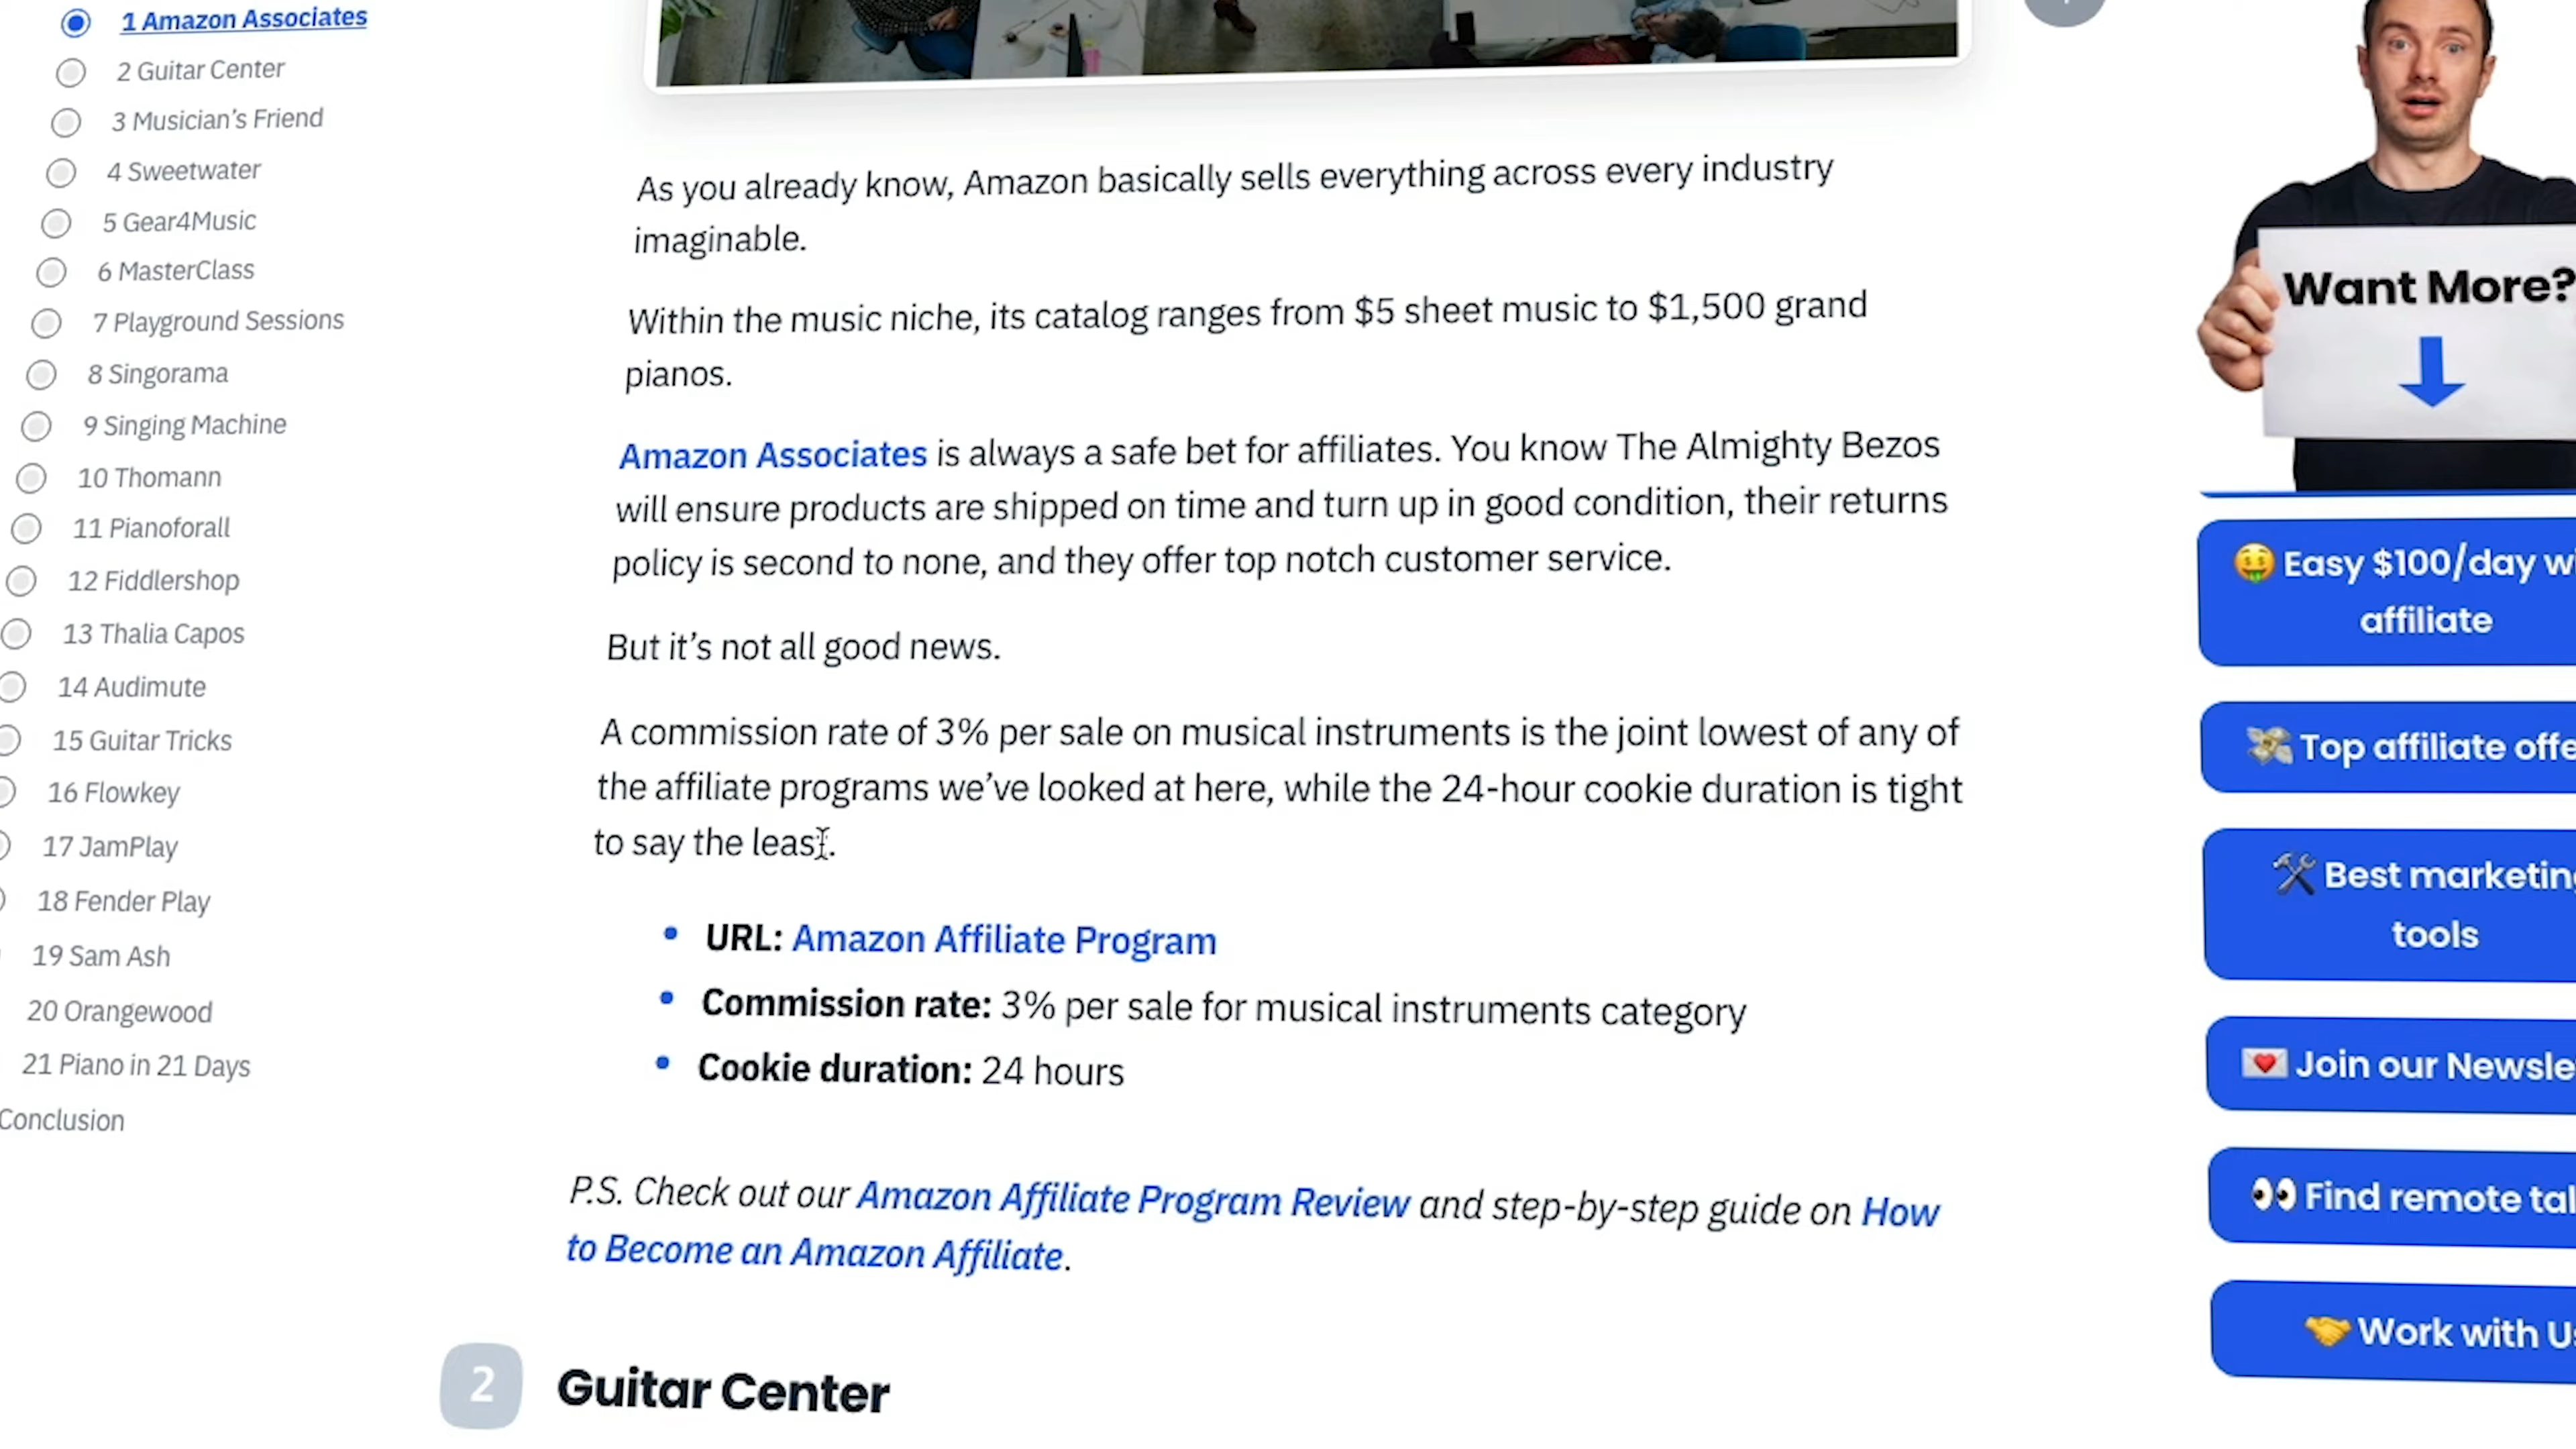 1 Amazon Associates
2 Guitar Center
3 Musician's Friend
4 Sweetwater
5 Gear4Music
6 MasterClass
7 Playground Sessions
8 Singorama
9 Singing Machine
10 Thomann
11 Pianoforall
12 Fiddlershop
13 Thalia Capos
14 Audimute
15 Guitar Tricks
16 Flowkey
17 JamPlay
18 Fender Play
19 Sam Ash
20 Orangewood
21 Piano in 21 Days
Conclusion
As you already know, Amazon basically sells everything across every industry
imaginable.
Within the music niche, its catalog ranges from $5 sheet music to $1,500 grand
pianos.
Amazon Associates is always a safe bet for affiliates. You know The Almighty Bezos
will ensure products are shipped on time and turn up in good condition, their returns
policy is second to none, and they offer top notch customer service.
But it's not all good news.
A commission rate of 3% per sale on musical instruments is the joint lowest of any of
the affiliate programs we've looked at here, while the 24-hour cookie duration is tight
to say the least.
• URL: Amazon Affiliate Program
• Commission rate: 3% per sale for musical instruments category
• Cookie duration: 24 hours
P.S. Check out our Amazon Affiliate Program Review and step-by-step guide on How
to Become an Amazon Affiliate.
2 Guitar Center
Want More?
Easy $100/day
affiliate
Top affiliate
Best marketing
tools
Join our
Find remote
Work with